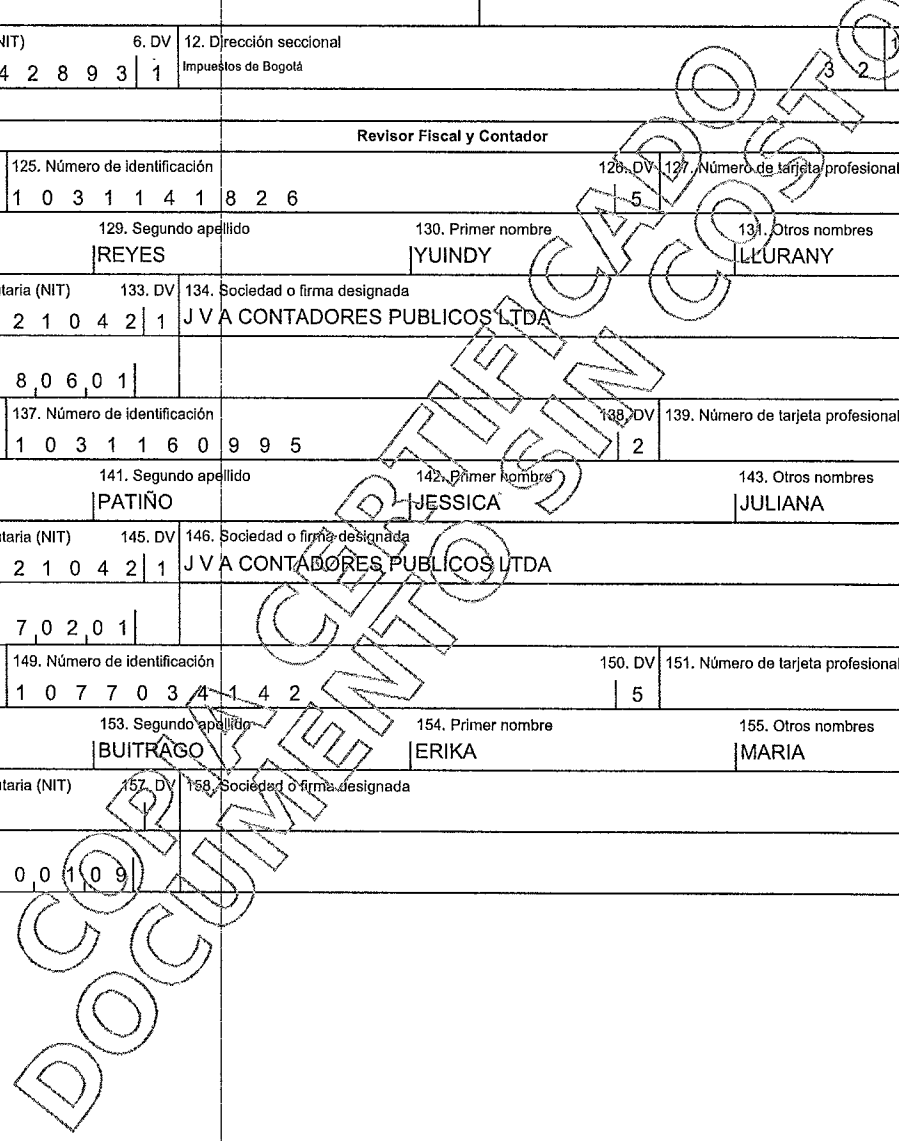 NIT) 6. DV 12. Dirección seccional
4 2 8 9 3 1 Impuestos de Bogotá 3 2
Revisor Fiscal y Contador
125. Número de identificación 126. DV 127. Número de tarjeta profesional
1 0 3 1 1 4 1 8 2 6 5
129. Segundo apellido 130. Primer nombre 131. Otros nombres
REYES YUINDY LLURANY
utaria (NIT) 133. DV 134. Sociedad o firma designada
2 1 0 4 2 1 J V A CONTADORES PUBLICOS LTDA
8 0 6 0 1
137. Número de identificación 138. DV 139. Número de tarjeta profesional
1 0 3 1 1 6 0 9 9 5 2
141. Segundo apellido 142. Primer nombre 143. Otros nombres
PATIÑO JESSICA JULIANA
utaria (NIT) 145. DV 146. Sociedad o firma designada
2 1 0 4 2 1 J V A CONTADORES PUBLICOS LTDA
7 0 2 0 1
149. Número de identificación 150. DV 151. Número de tarjeta profesional
1 0 7 7 0 3 4 1 4 2 5
153. Segundo apellido 154. Primer nombre 155. Otros nombres
BUITRAGO ERIKA MARIA
utaria (NIT) 157. DV 158. Sociedad o firma designada
0 0 1 0 9
COPIA CERTIFICADO
DOCUMENTO SIN COSTO